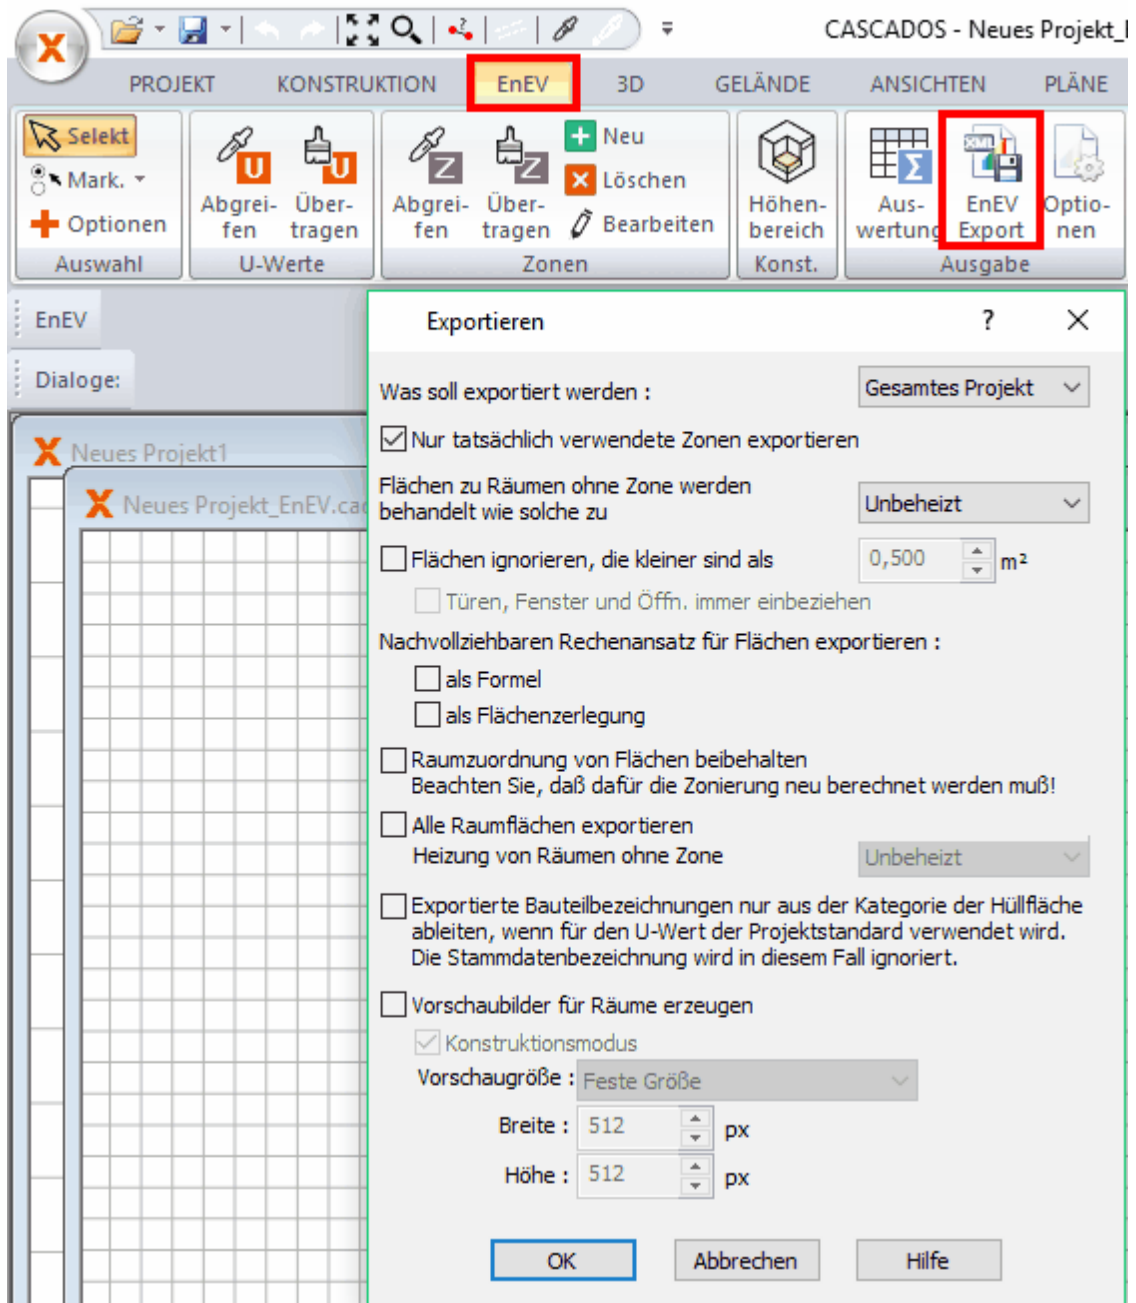 CASCADOS - Neues Projekt_
PROJEKT KONSTRUKTION EnEV 3D GELÄNDE ANSICHTEN PLÄNE
Selekt
Mark.
Optionen
Auswahl
U U
Abgrei-
fen
Über-
tragen
U-Werte
Z Z
Abgrei-
fen
Über-
tragen
Neu
Löschen
Bearbeiten
Zonen
Höhen-
bereich
Konst.
Σ
Aus-
wertung
XML
EnEV
Export
Optio-
nen
Ausgabe
EnEV
Dialoge:
X Neues Projekt1
X Neues Projekt_EnEV.cad
Exportieren ?
Was soll exportiert werden : Gesamtes Projekt
Nur tatsächlich verwendete Zonen exportieren
Flächen zu Räumen ohne Zone werden
behandelt wie solche zu Unbeheizt
Flächen ignorieren, die kleiner sind als 0,500 m²
Türen, Fenster und Öffn. immer einbeziehen
Nachvollziehbaren Rechenansatz für Flächen exportieren :
als Formel
als Flächenzerlegung
Raumzuordnung von Flächen beibehalten
Beachten Sie, daß dafür die Zonierung neu berechnet werden muß!
Alle Raumflächen exportieren
Heizung von Räumen ohne Zone Unbeheizt
Exportierte Bauteilbezeichnungen nur aus der Kategorie der Hüllfläche
ableiten, wenn für den U-Wert der Projektstandard verwendet wird.
Die Stammdatenbezeichnung wird in diesem Fall ignoriert.
Vorschaubilder für Räume erzeugen
Konstruktionsmodus
Vorschaugröße : Feste Größe
Breite : 512 px
Höhe : 512 px
OK Abbrechen Hilfe